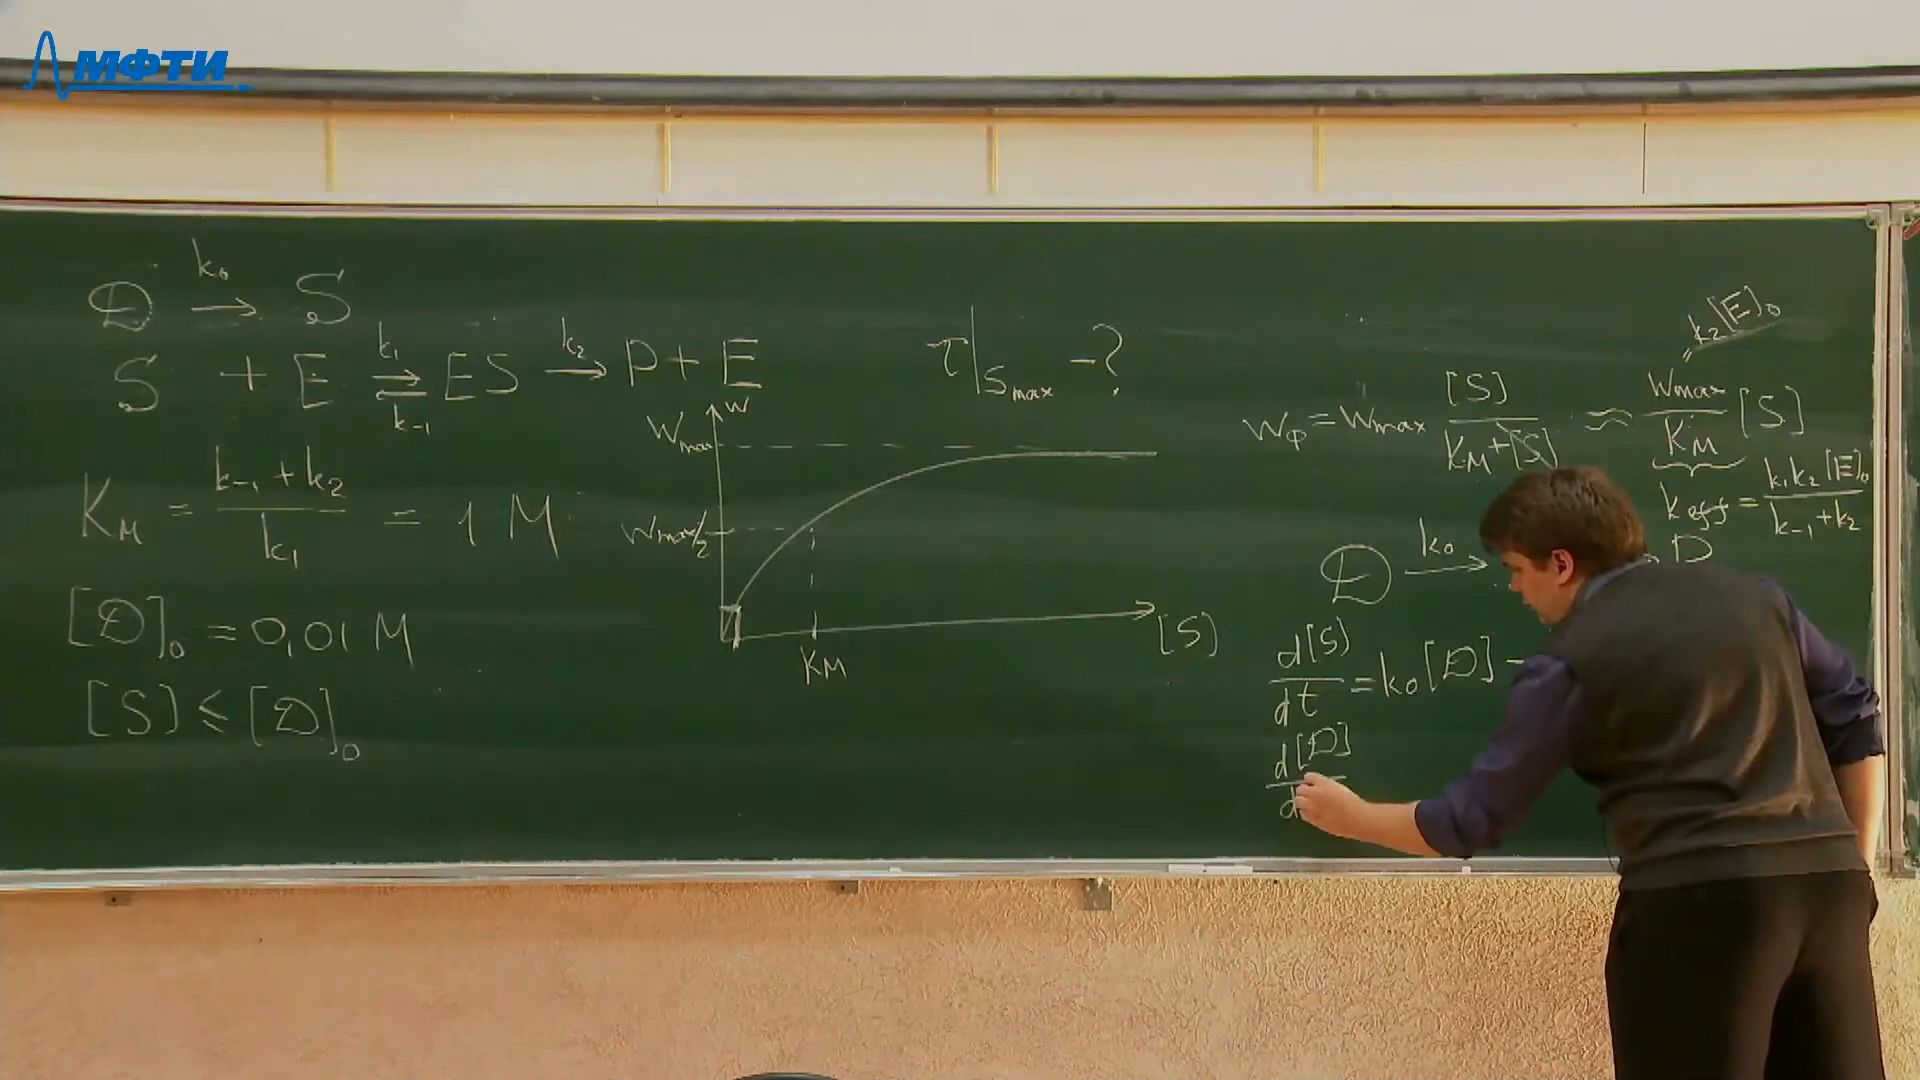 МФТИ
D k₀ → S
S + E k₁ ⇌ k₋₁ ES k₂ → P + E
K_M = (k₋₁ + k₂) / k₁ = 1 M
[D]₀ = 0,01 M
[S] ≤ [D]₀
τ|S_max – ?
W_max
W
W_max/2
K_M
[S]
W_ф = W_max [S] / (K_M + [S]) ≈ W_max / K_M [S]
= k₂[E]₀
k_eff = k₁k₂[E]₀ / (k₋₁ + k₂)
D k₀ →
d[S]/dt = k₀[D] –
d[D]
d